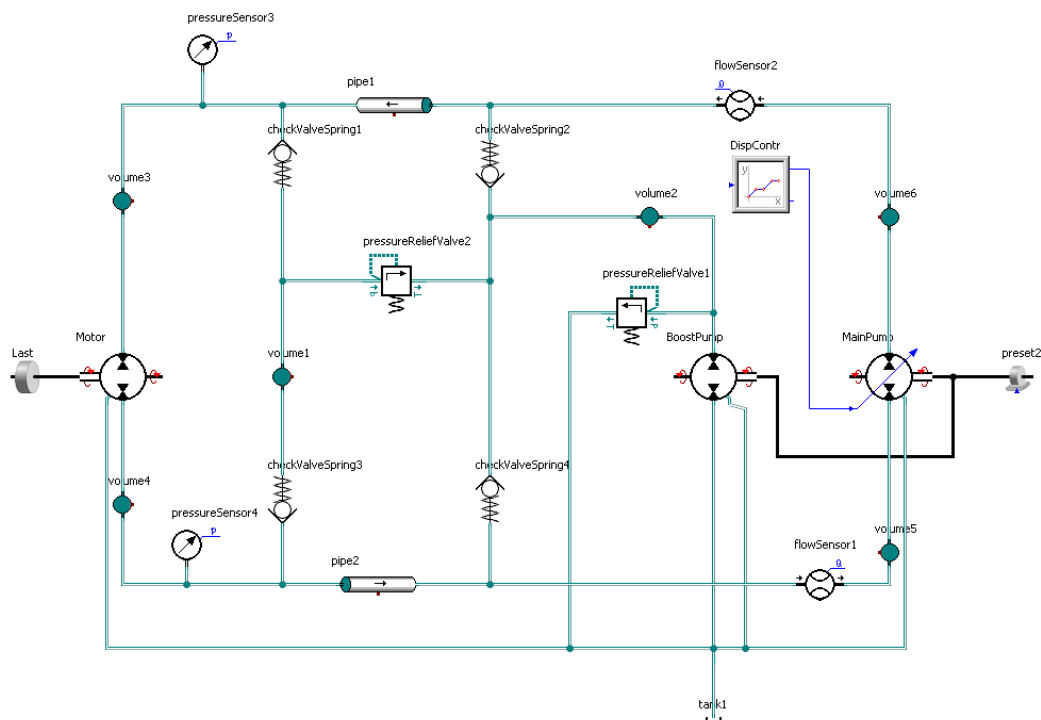 pressureSensor3
p
pipe1
flowSensor2
Q
checkValveSpring1
checkValveSpring2
DispContr
y
x
volume3
volume2
volume6
pressureReliefValve2
P
T
pressureReliefValve1
T
P
Last
Motor
volume1
BoostPump
MainPump
preset2
checkValveSpring3
checkValveSpring4
volume4
pressureSensor4
p
pipe2
flowSensor1
Q
volume5
tank1